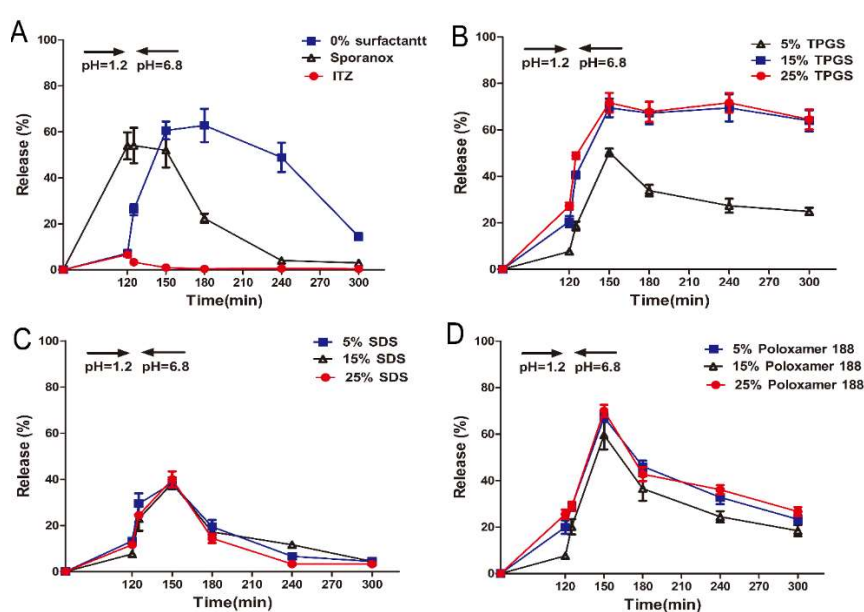 A
Release (%)
100
80
60
40
20
0
pH=1.2
pH=6.8
0% surfactantt
Sporanox
ITZ
120 150 180 210 240 270 300
Time(min)
B
Release (%)
100
80
60
40
20
0
pH=1.2
pH=6.8
5% TPGS
15% TPGS
25% TPGS
120 150 180 210 240 270 300
Time(min)
C
Release (%)
100
80
60
40
20
0
pH=1.2
pH=6.8
5% SDS
15% SDS
25% SDS
120 150 180 210 240 270 300
Time(min)
D
Release (%)
100
80
60
40
20
0
pH=1.2
pH=6.8
5% Poloxamer 188
15% Poloxamer 188
25% Poloxamer 188
120 150 180 210 240 270 300
Time(min)